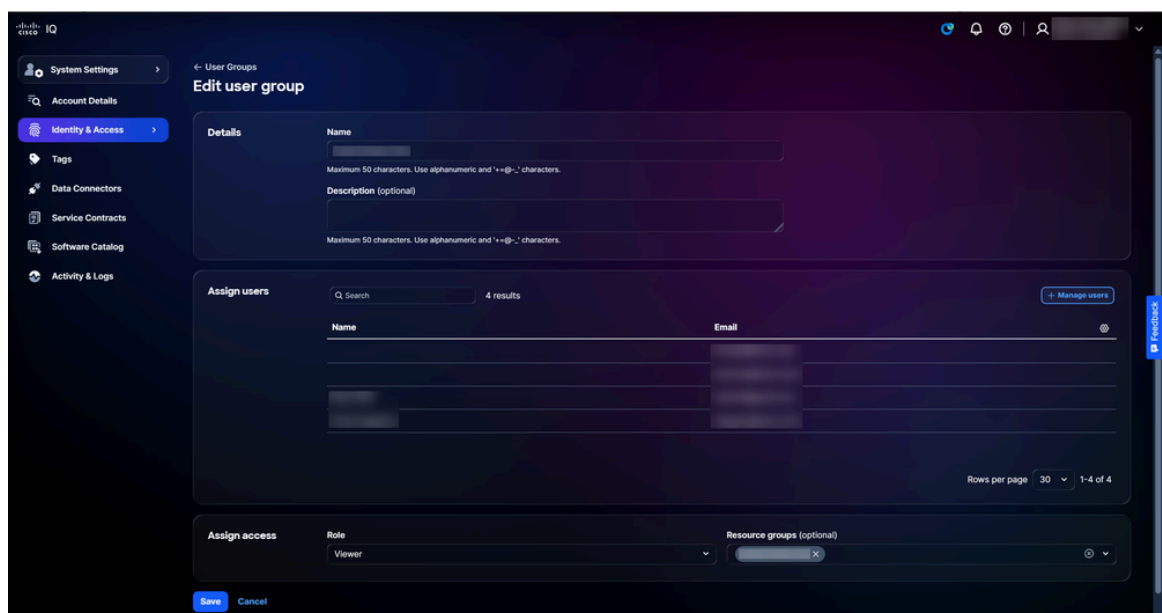 cisco IQ
System Settings
Account Details
Identity & Access
Tags
Data Connectors
Service Contracts
Software Catalog
Activity & Logs
← User Groups
Edit user group
Details
Name
Maximum 50 characters. Use alphanumeric and '+=@-_' characters.
Description (optional)
Maximum 50 characters. Use alphanumeric and '+=@-_' characters.
Assign users
Search
4 results
+ Manage users
Name Email
Rows per page 30 1-4 of 4
Assign access
Role
Viewer
Resource groups (optional)
Save Cancel
Feedback